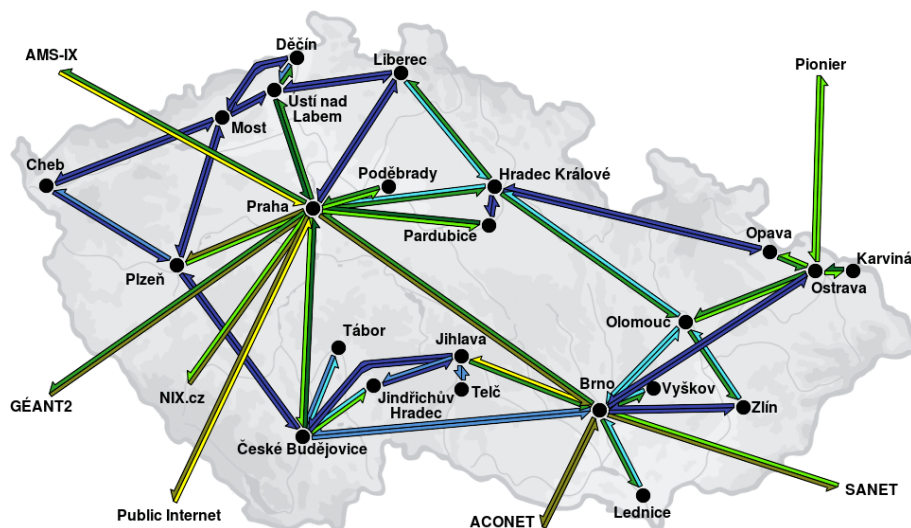 Děčín
AMS-IX
Liberec
Pionier
Ústí nad
Labem
Most
Cheb
Poděbrady
Hradec Králové
Praha
Pardubice
Opava
Karviná
Plzeň
Ostrava
Olomouč
Tábor
Jihlava
Brno
Vyškov
NIX.cz
Jindřichův
Hradec
Telč
GÉANT2
Zlín
České Budějovice
SANET
Public Internet
Lednice
ACONET